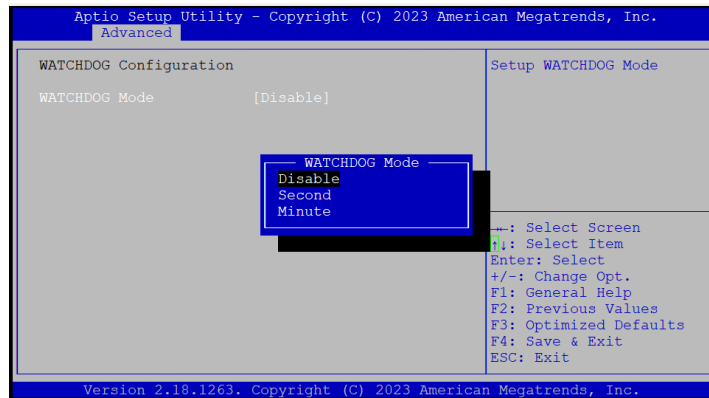 Aptio Setup Utility - Copyright (C) 2023 American Megatrends, Inc.
Advanced
WATCHDOG Configuration
Setup WATCHDOG Mode
WATCHDOG Mode [Disable]
WATCHDOG Mode
Disable
Second
Minute
→←: Select Screen
↑↓: Select Item
Enter: Select
+/-: Change Opt.
F1: General Help
F2: Previous Values
F3: Optimized Defaults
F4: Save & Exit
ESC: Exit
Version 2.18.1263. Copyright (C) 2023 American Megatrends, Inc.